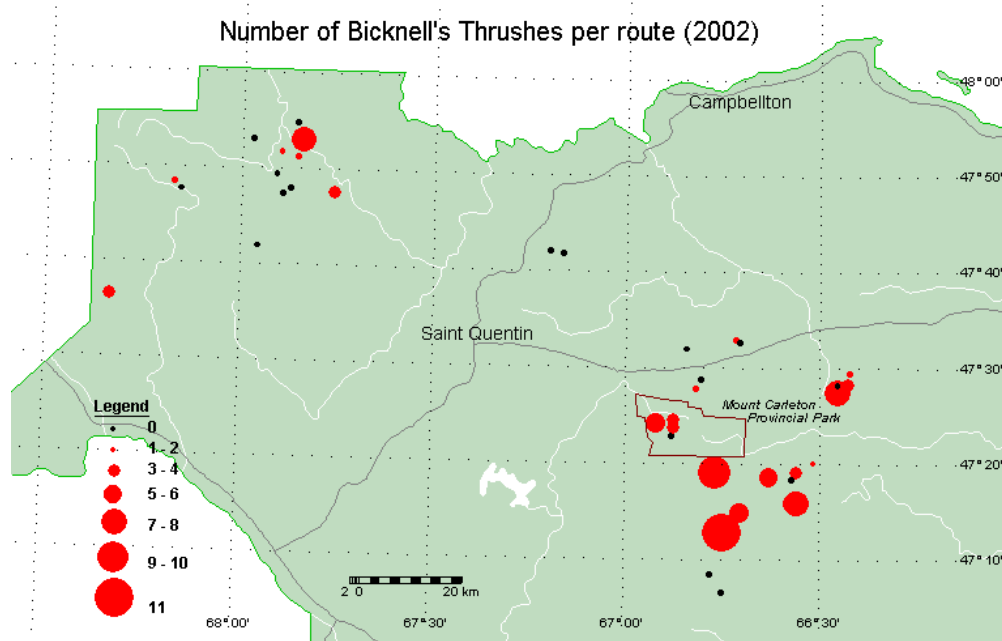 Number of Bicknell's Thrushes per route (2002)
48°00'
Campbellton
47°50'
47°40'
Saint Quentin
47°30'
Legend
0
1 - 2
3 - 4
5 - 6
7 - 8
9 - 10
11
Mount Carleton
Provincial Park
47°20'
47°10'
2 0 20 km
68°00'
67°30'
67°00'
66°30'